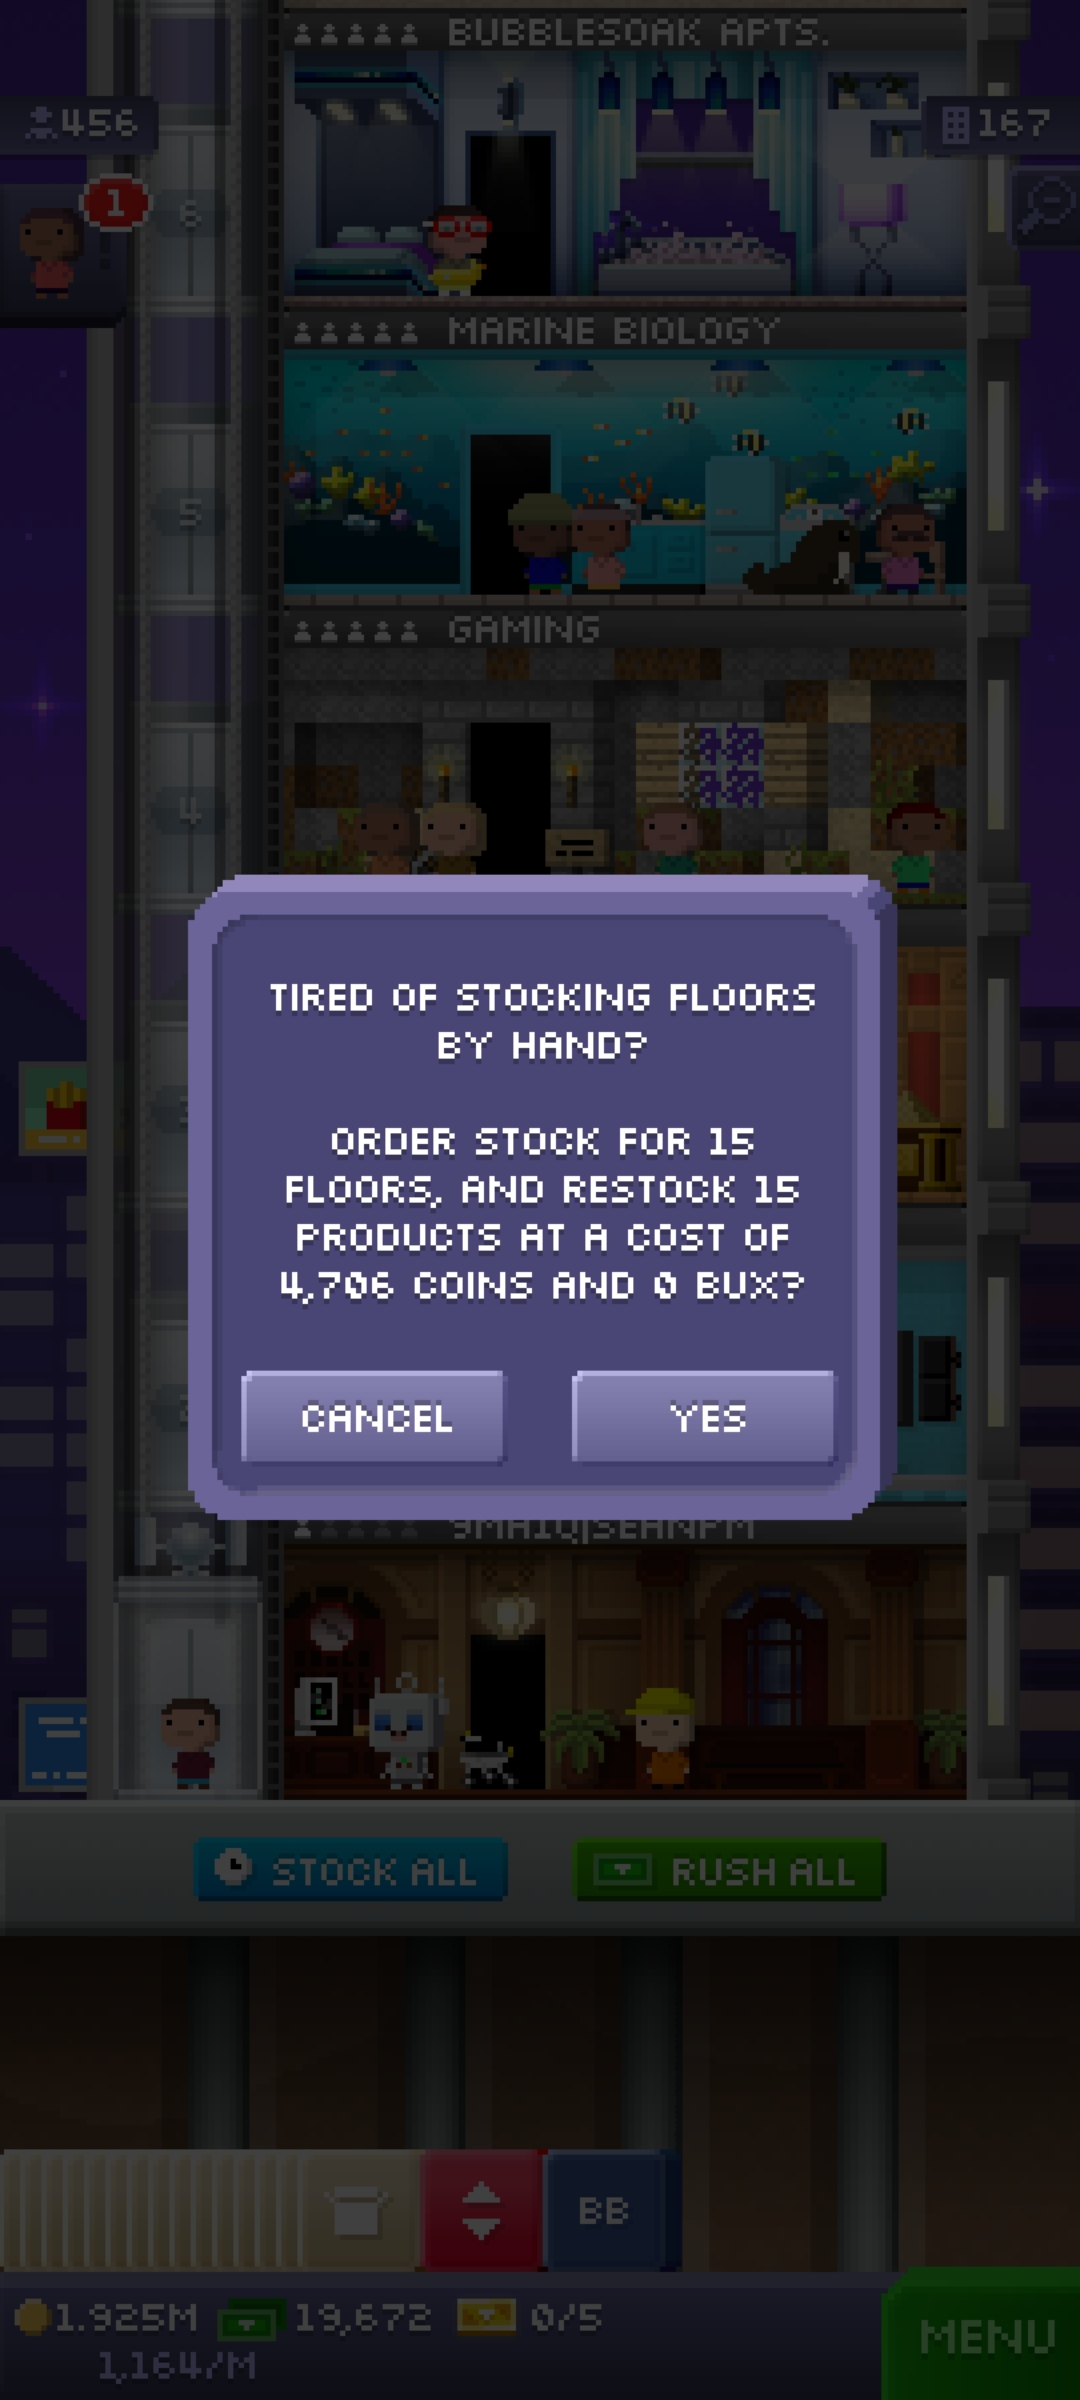 BUBBLESOAK APTS.
456
167
1
6
MARINE BIOLOGY
5
GAMING
4
TIRED OF STOCKING FLOORS
BY HAND?
ORDER STOCK FOR 15
FLOORS, AND RESTOCK 15
PRODUCTS AT A COST OF
4,706 COINS AND 0 BUX?
CANCEL
YES
STOCK ALL
RUSH ALL
BB
1.925M
19,672
0/5
1,164/M
MENU